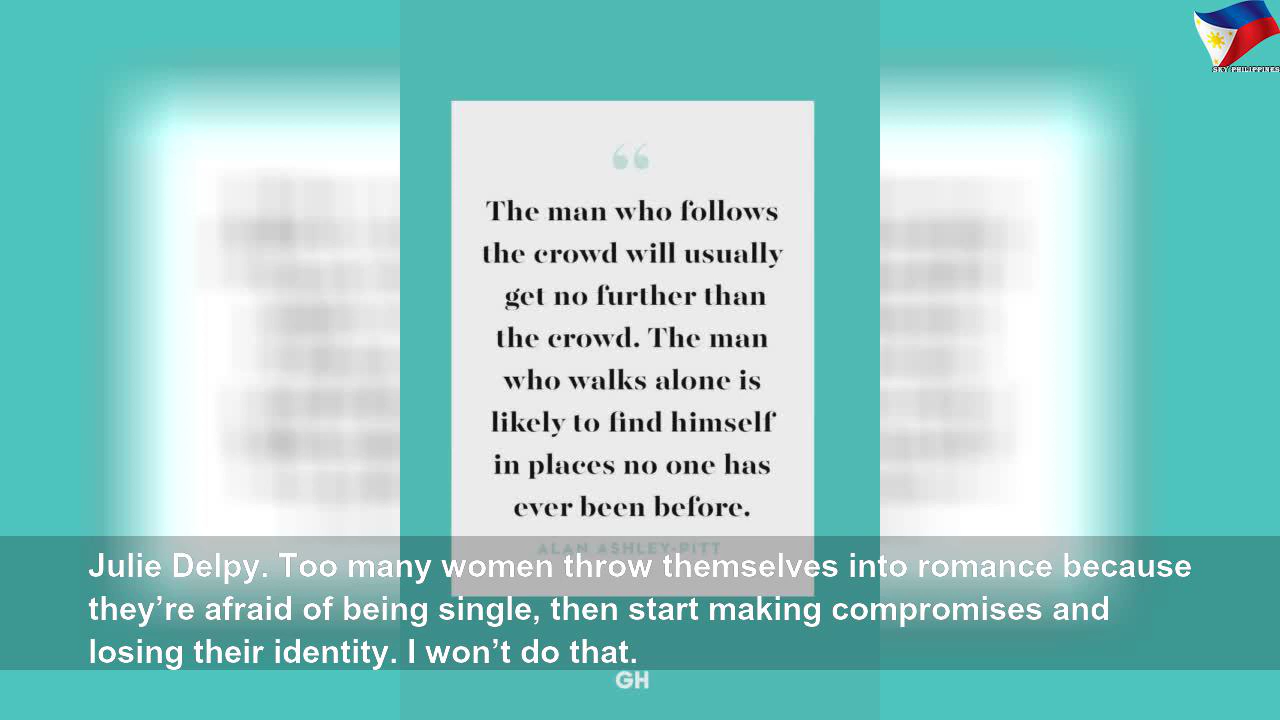 SKY PHILIPPINES
“
The man who follows
the crowd will usually
get no further than
the crowd. The man
who walks alone is
likely to find himself
in places no one has
ever been before.
ALAN ASHLEY-PITT
Julie Delpy. Too many women throw themselves into romance because
they’re afraid of being single, then start making compromises and
losing their identity. I won’t do that.
GH